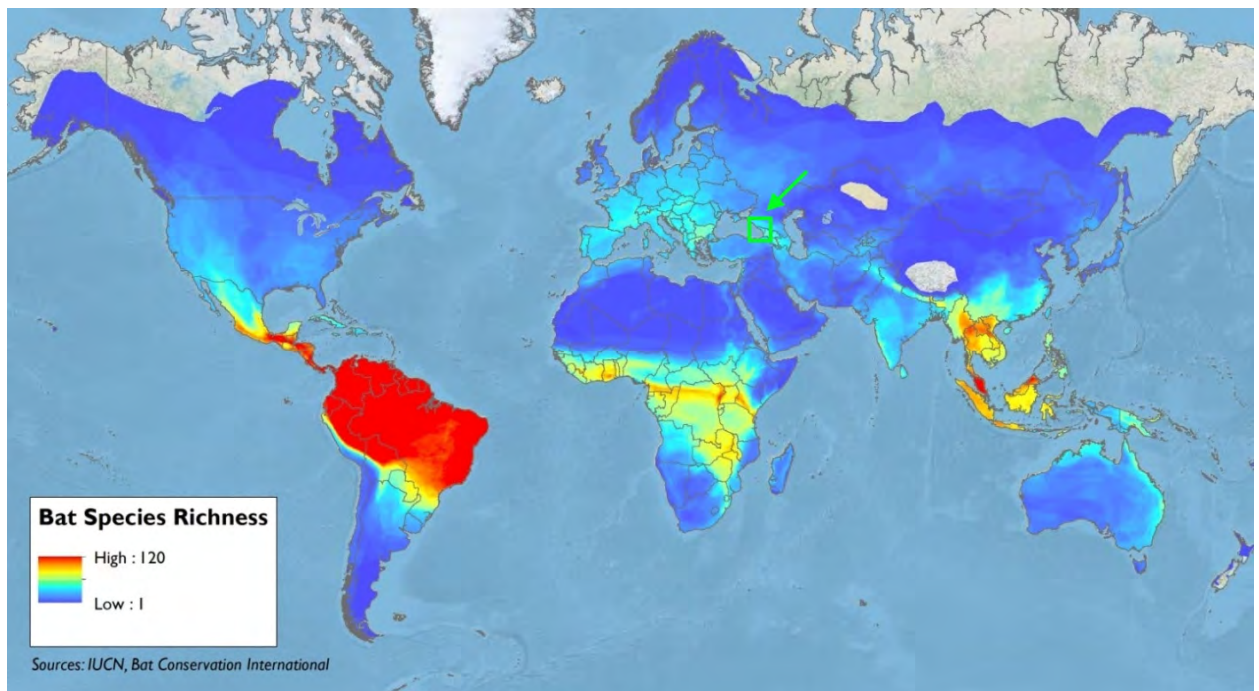 Bat Species Richness
High : 120
Low : 1
Sources: IUCN, Bat Conservation International